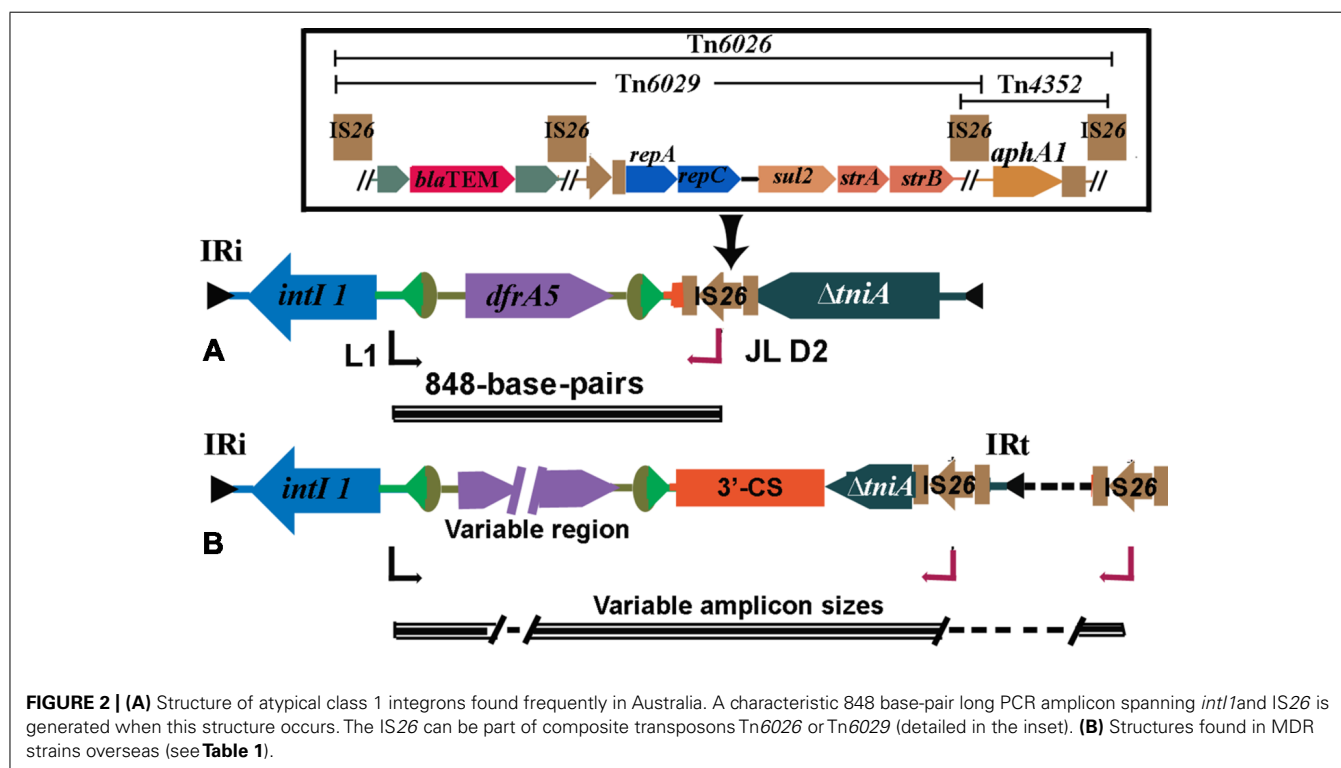 Tn6026
Tn6029
Tn4352
IS26 IS26 IS26 IS26
repA aphA1
blaTEM repC sul2 strA strB
// // // //
IRi
intI 1 dfrA5 IS26 ΔtniA
A L1 JL D2
848-base-pairs
IRi IRt
intI 1 3'-CS ΔtniA IS26 IS26
Variable region
B
Variable amplicon sizes
FIGURE 2 | (A) Structure of atypical class 1 integrons found frequently in Australia. A characteristic 848 base-pair long PCR amplicon spanning intI1and IS26 is
generated when this structure occurs. The IS26 can be part of composite transposons Tn6026 or Tn6029 (detailed in the inset). (B) Structures found in MDR
strains overseas (see Table 1).